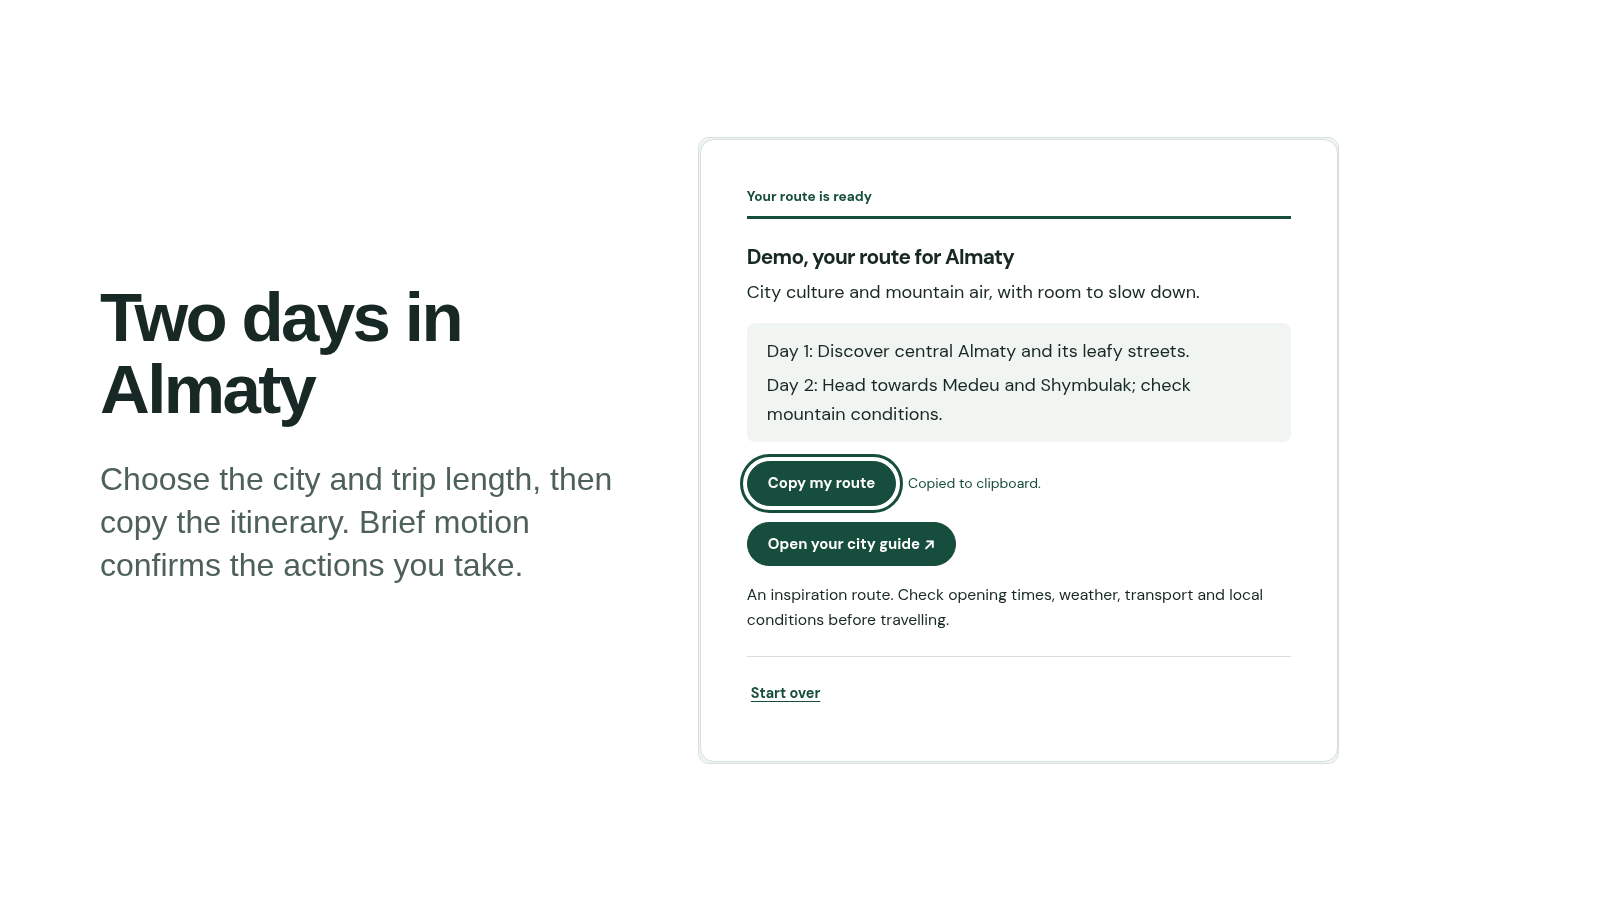 Two days in
Almaty
Choose the city and trip length, then
copy the itinerary. Brief motion
confirms the actions you take.
Your route is ready
Demo, your route for Almaty
City culture and mountain air, with room to slow down.
Day 1: Discover central Almaty and its leafy streets.
Day 2: Head towards Medeu and Shymbulak; check
mountain conditions.
Copy my route
Copied to clipboard.
Open your city guide ↗
An inspiration route. Check opening times, weather, transport and local
conditions before travelling.
Start over